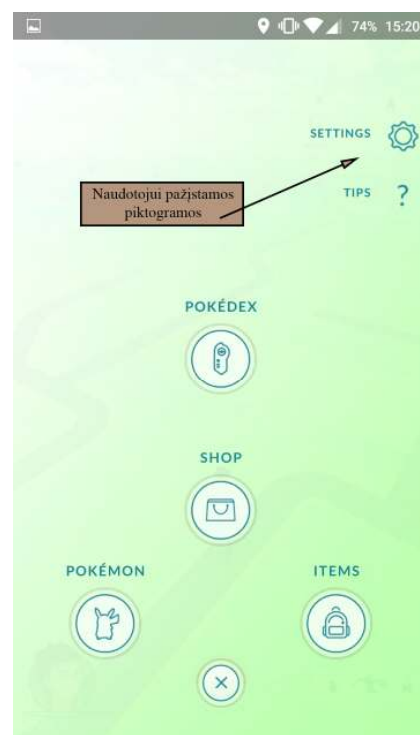 74% 15:20
SETTINGS
Naudotojui pažįstamos
piktogramos
TIPS ?
POKÉDEX
SHOP
POKÉMON
ITEMS